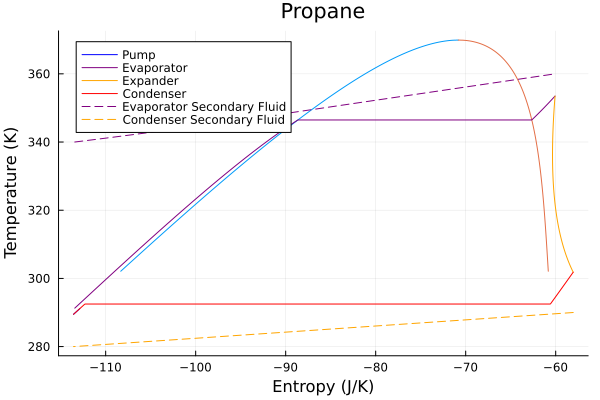 Propane
Pump
Evaporator
Expander
Condenser
Evaporator Secondary Fluid
Condenser Secondary Fluid
Temperature (K)
360
340
320
300
280
−110
−100
−90
−80
−70
−60
Entropy (J/K)